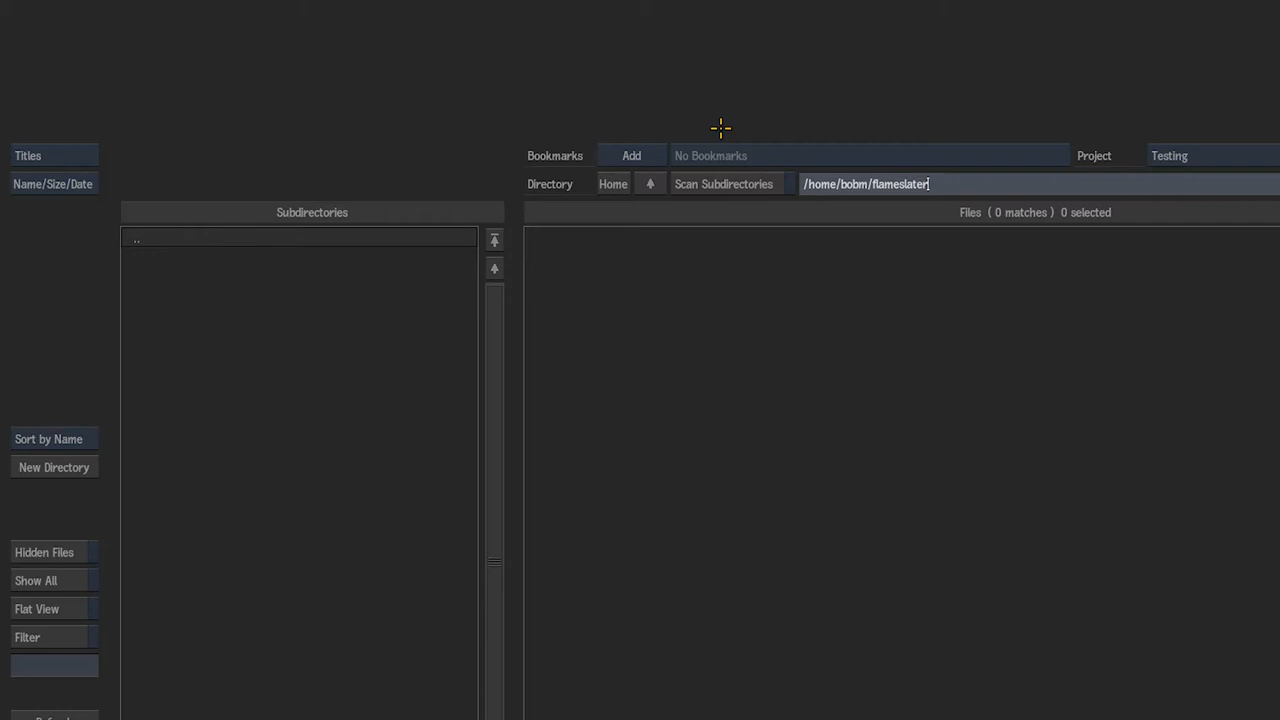 Titles
Bookmarks Add No Bookmarks Project Testing
Name/Size/Date
Directory Home Scan Subdirectories /home/bobm/flameslater
Subdirectories
Files ( 0 matches ) 0 selected
..
Sort by Name
New Directory
Hidden Files
Show All
Flat View
Filter